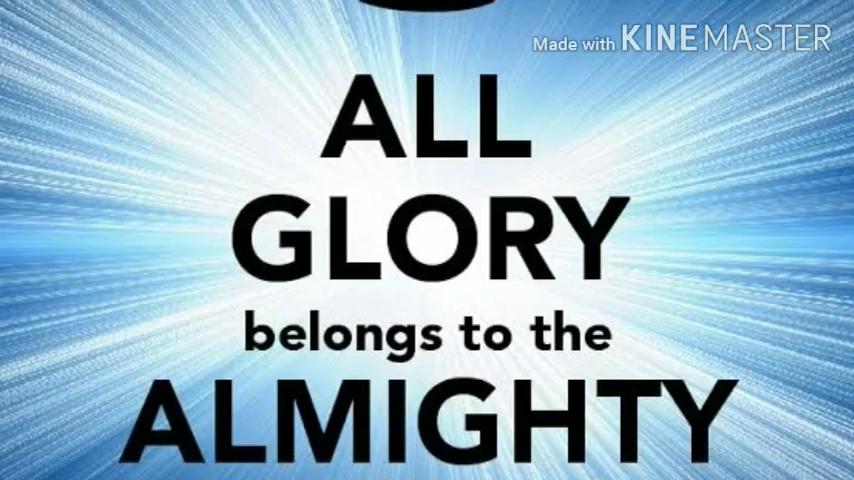 Made with KINEMASTER
ALL
GLORY
belongs to the
ALMIGHTY